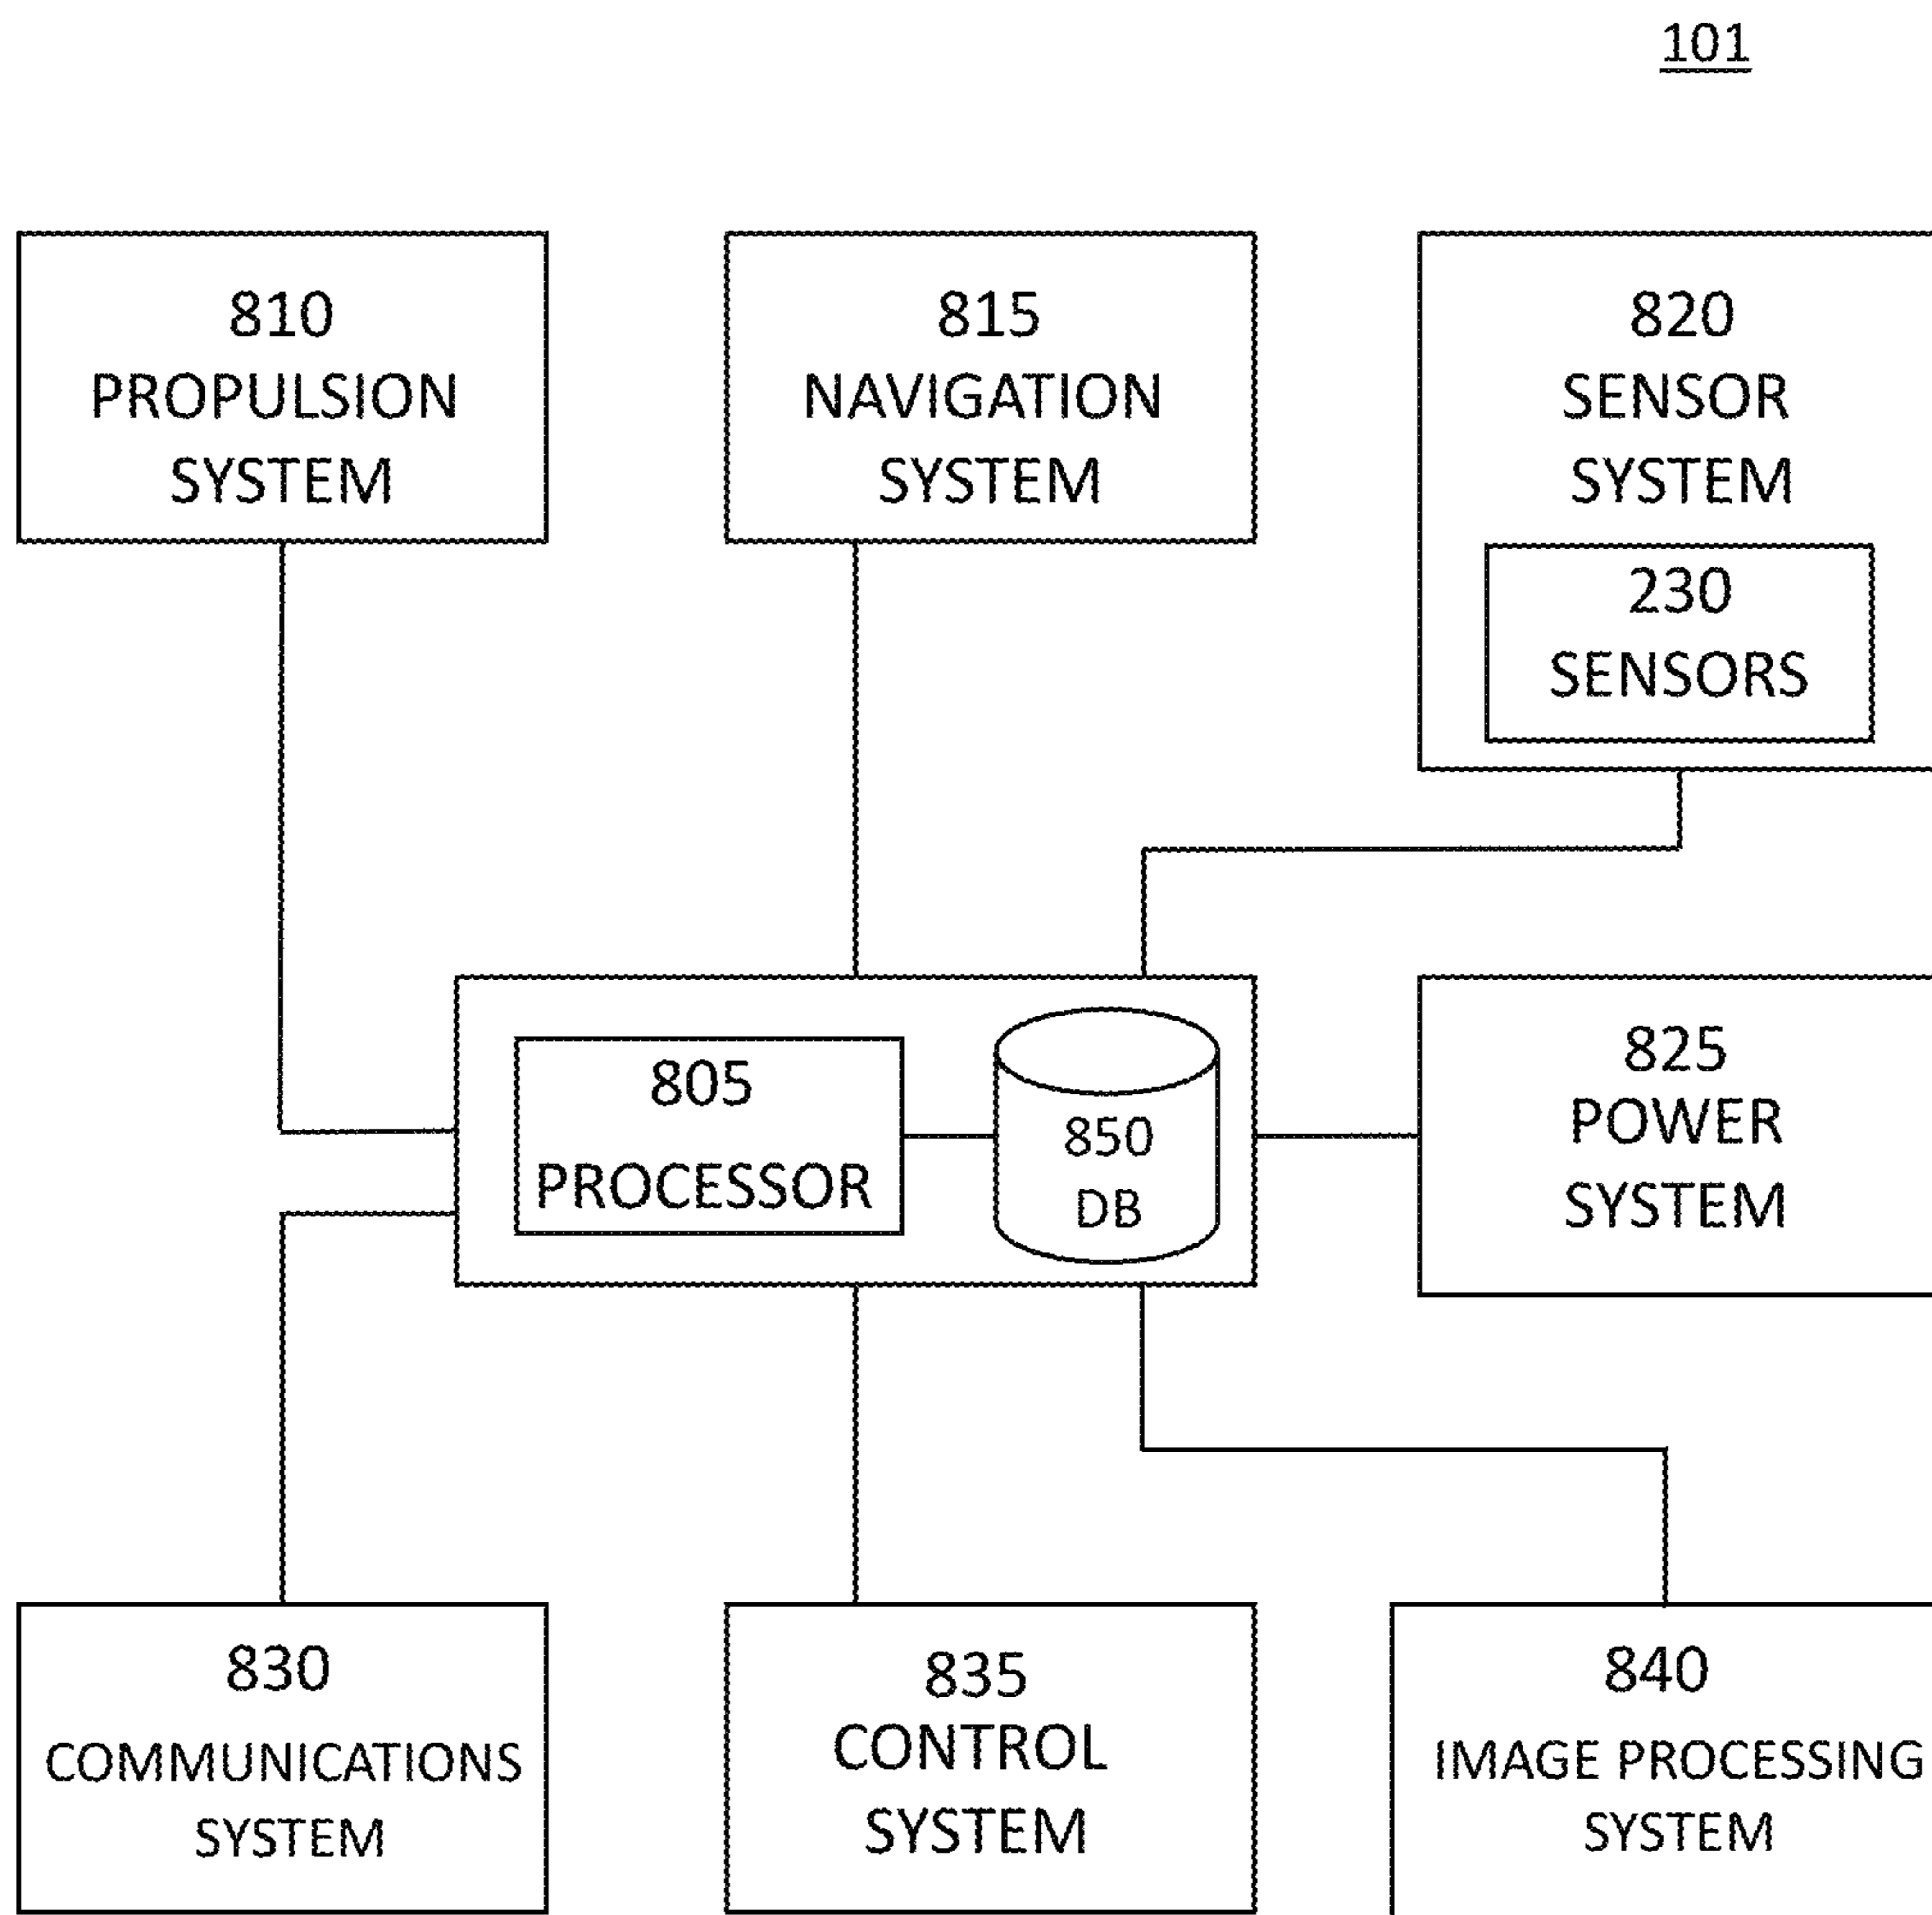 101
810
PROPULSION
SYSTEM
815
NAVIGATION
SYSTEM
820
SENSOR
SYSTEM
230
SENSORS
805
PROCESSOR
850
DB
825
POWER
SYSTEM
830
COMMUNICATIONS
SYSTEM
835
CONTROL
SYSTEM
840
IMAGE PROCESSING
SYSTEM